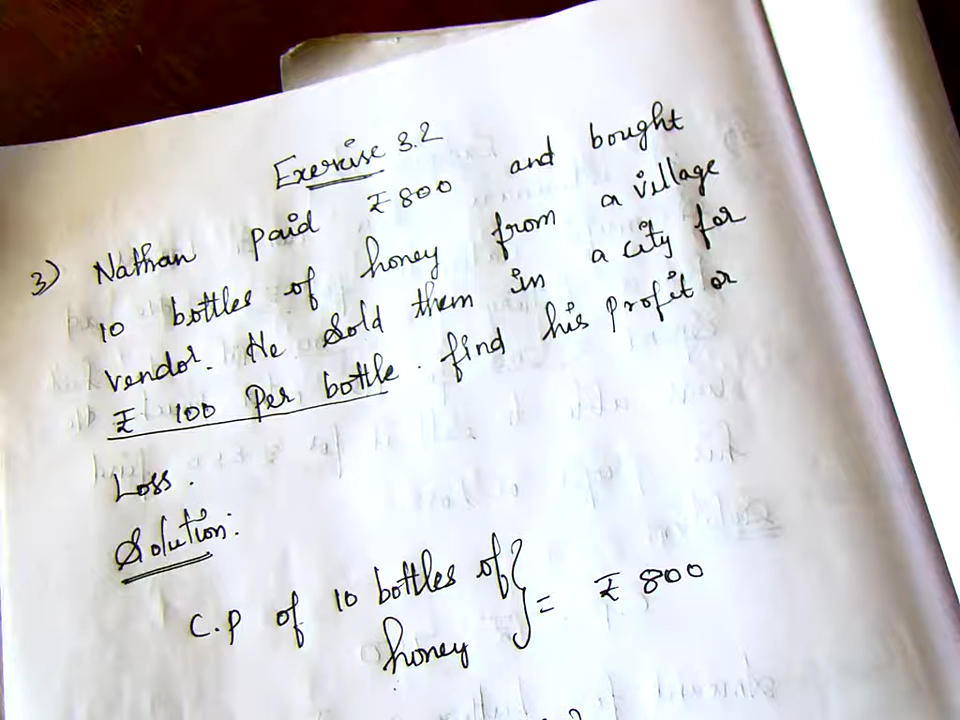 Exercise 3.2
3) Nathan paid ₹ 800 and bought
10 bottles of honey from a village
vendor. He Sold them in a city for
₹ 100 Per bottle. find his profit or
Loss.
Solution:
C.P of 10 bottles of } = ₹ 800
honey